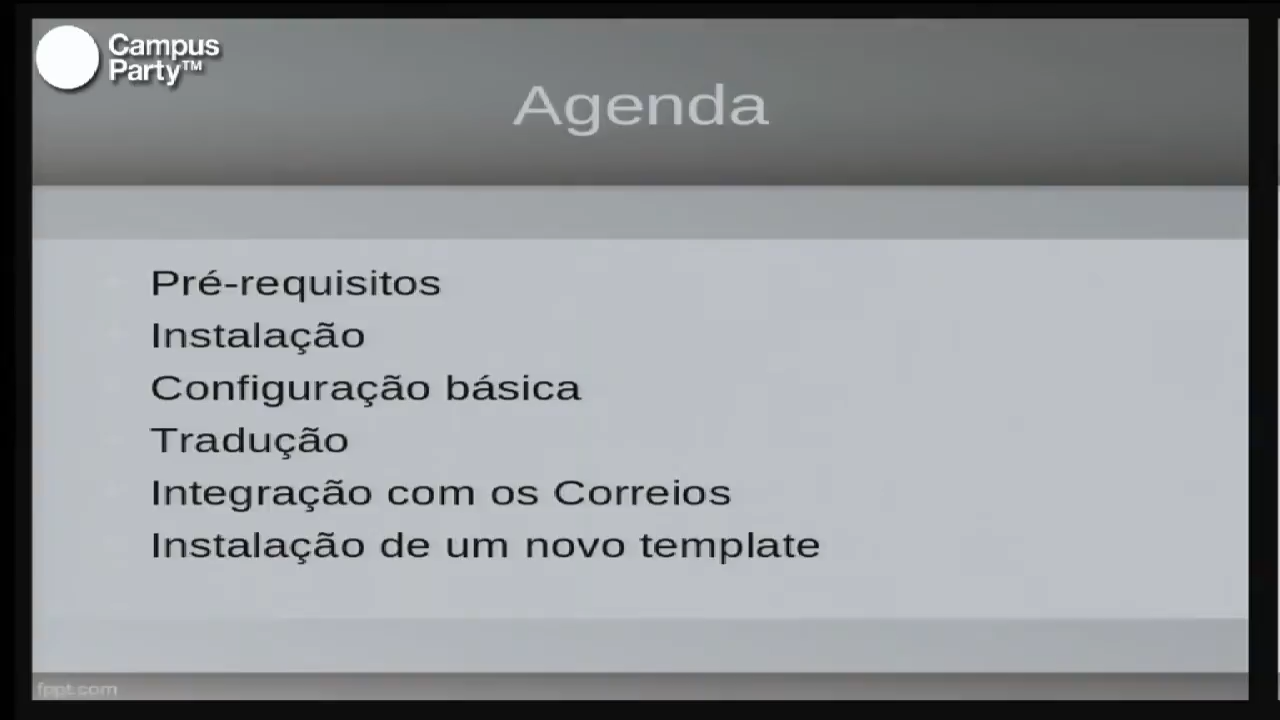 Campus
Party™
Agenda
Pré-requisitos
Instalação
Configuração básica
Tradução
Integração com os Correios
Instalação de um novo template
fppt.com